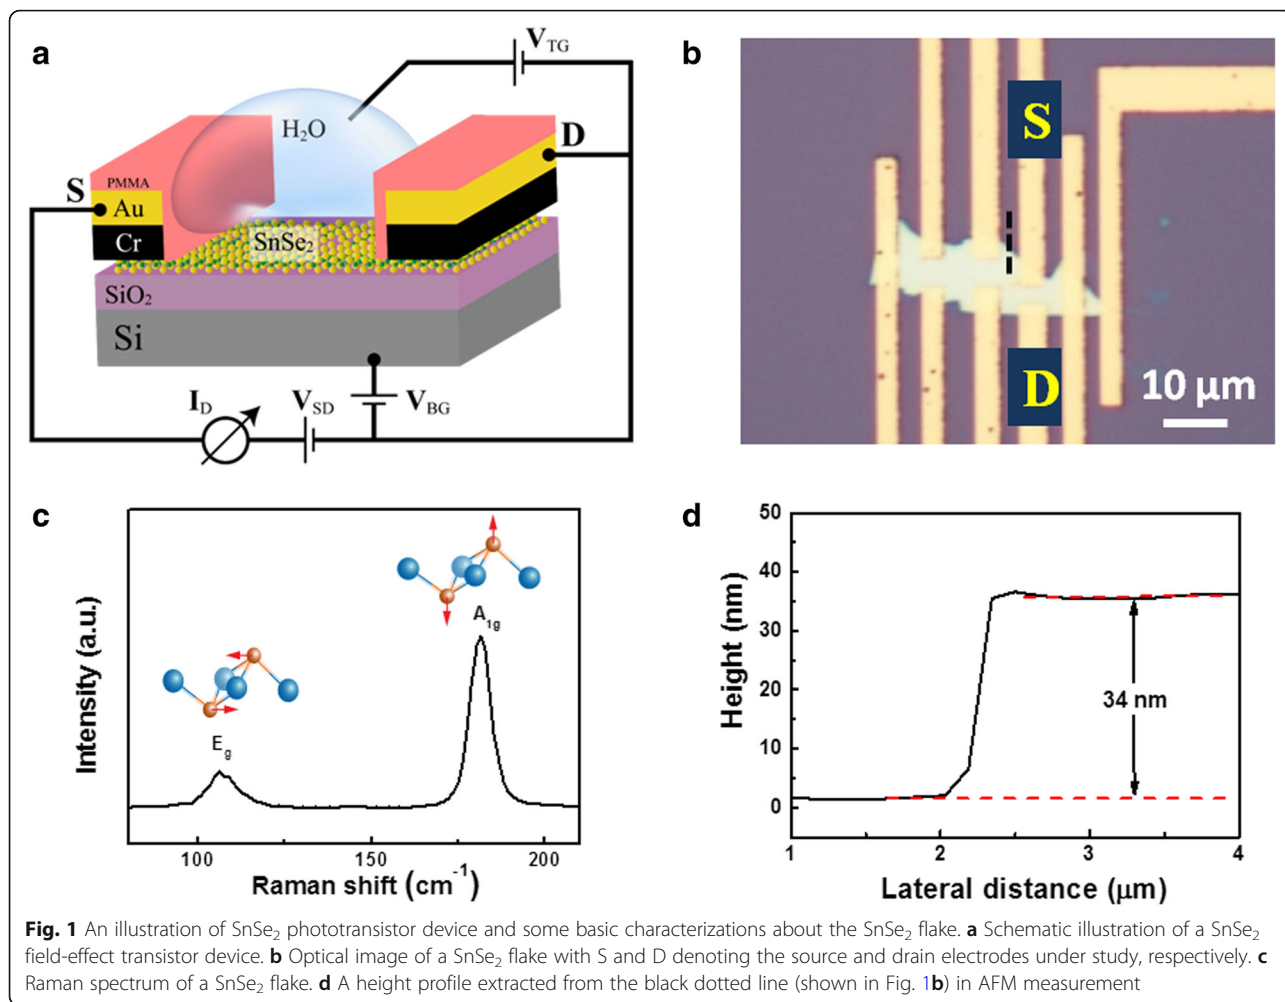 a
V_TG
H₂O
D
S
PMMA
Au
Cr
SnSe₂
SiO₂
Si
I_D
V_SD
V_BG
b
S
D
10 μm
c
Intensity (a.u.)
A_1g
E_g
100
150
200
Raman shift (cm⁻¹)
d
Height (nm)
50
40
30
20
10
0
34 nm
1
2
3
4
Lateral distance (μm)
Fig. 1 An illustration of SnSe₂ phototransistor device and some basic characterizations about the SnSe₂ flake. a Schematic illustration of a SnSe₂
field-effect transistor device. b Optical image of a SnSe₂ flake with S and D denoting the source and drain electrodes under study, respectively. c
Raman spectrum of a SnSe₂ flake. d A height profile extracted from the black dotted line (shown in Fig. 1b) in AFM measurement